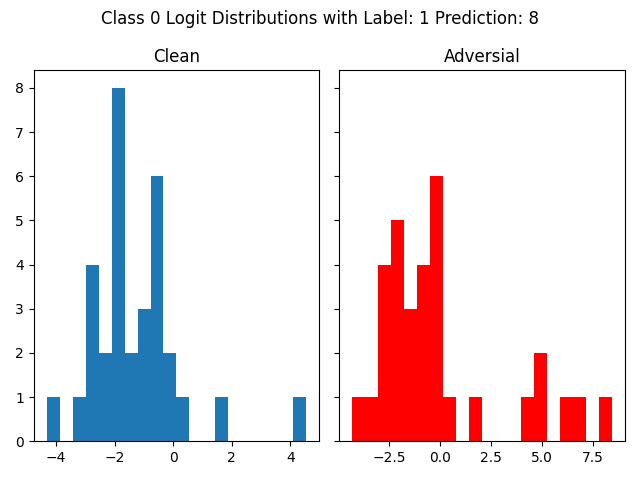 Class 0 Logit Distributions with Label: 1 Prediction: 8
Clean
Adversial
8
7
6
5
4
3
2
1
0
−4 −2 0 2 4
−2.5 0.0 2.5 5.0 7.5